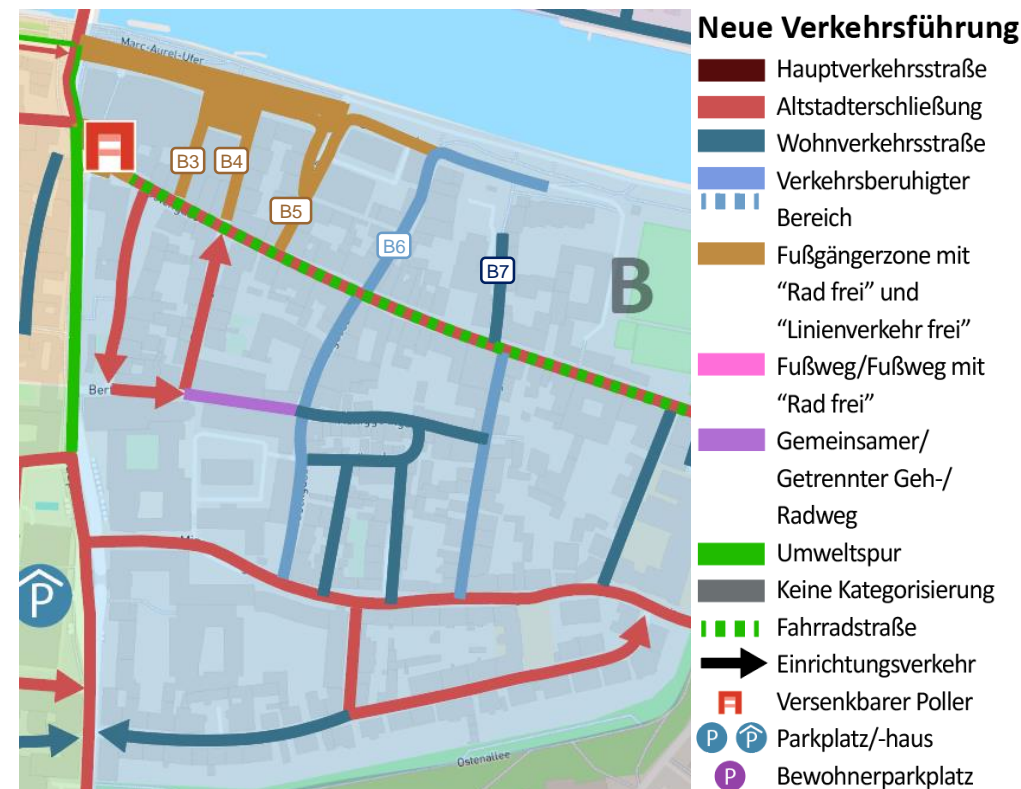 Neue Verkehrsführung
Hauptverkehrsstraße
Altstadterschließung
Wohnverkehrsstraße
Verkehrsberuhigter
Bereich
Fußgängerzone mit
“Rad frei” und
“Linienverkehr frei”
Fußweg/Fußweg mit
“Rad frei”
Gemeinsamer/
Getrennter Geh-/
Radweg
Umweltspur
Keine Kategorisierung
Fahrradstraße
Einrichtungsverkehr
Versenkbarer Poller
P P Parkplatz/-haus
P Bewohnerparkplatz
Marc-Aurel-Ufer
B3
B4
B5
B6
B7
B
Ber
P
Ostenallee